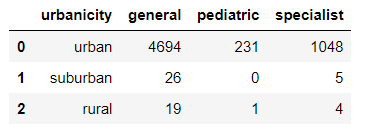 urbanicity general pediatric specialist
0 urban 4694 231 1048
1 suburban 26 0 5
2 rural 19 1 4